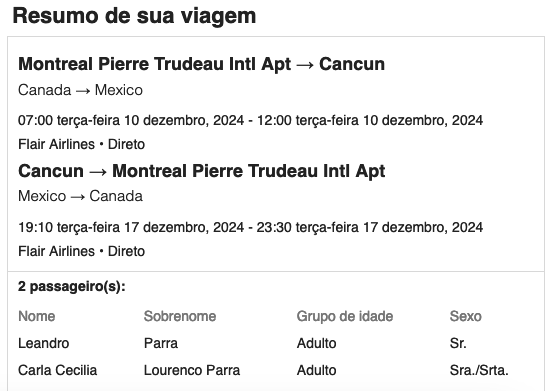 Resumo de sua viagem
Montreal Pierre Trudeau Intl Apt → Cancun
Canada → Mexico
07:00 terça-feira 10 dezembro, 2024 - 12:00 terça-feira 10 dezembro, 2024
Flair Airlines • Direto
Cancun → Montreal Pierre Trudeau Intl Apt
Mexico → Canada
19:10 terça-feira 17 dezembro, 2024 - 23:30 terça-feira 17 dezembro, 2024
Flair Airlines • Direto
2 passageiro(s):
Nome Sobrenome Grupo de idade Sexo
Leandro Parra Adulto Sr.
Carla Cecilia Lourenco Parra Adulto Sra./Srta.